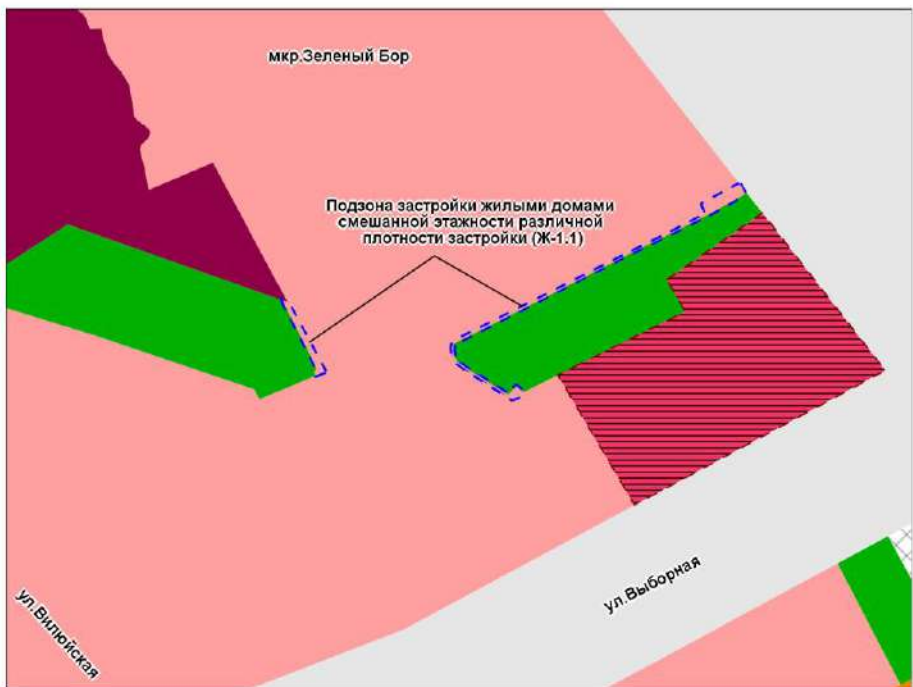 мкр.Зеленый Бор
Подзона застройки жилыми домами
смешанной этажности различной
плотности застройки (Ж-1.1)
ул.Выборная
ул.Вилюйская